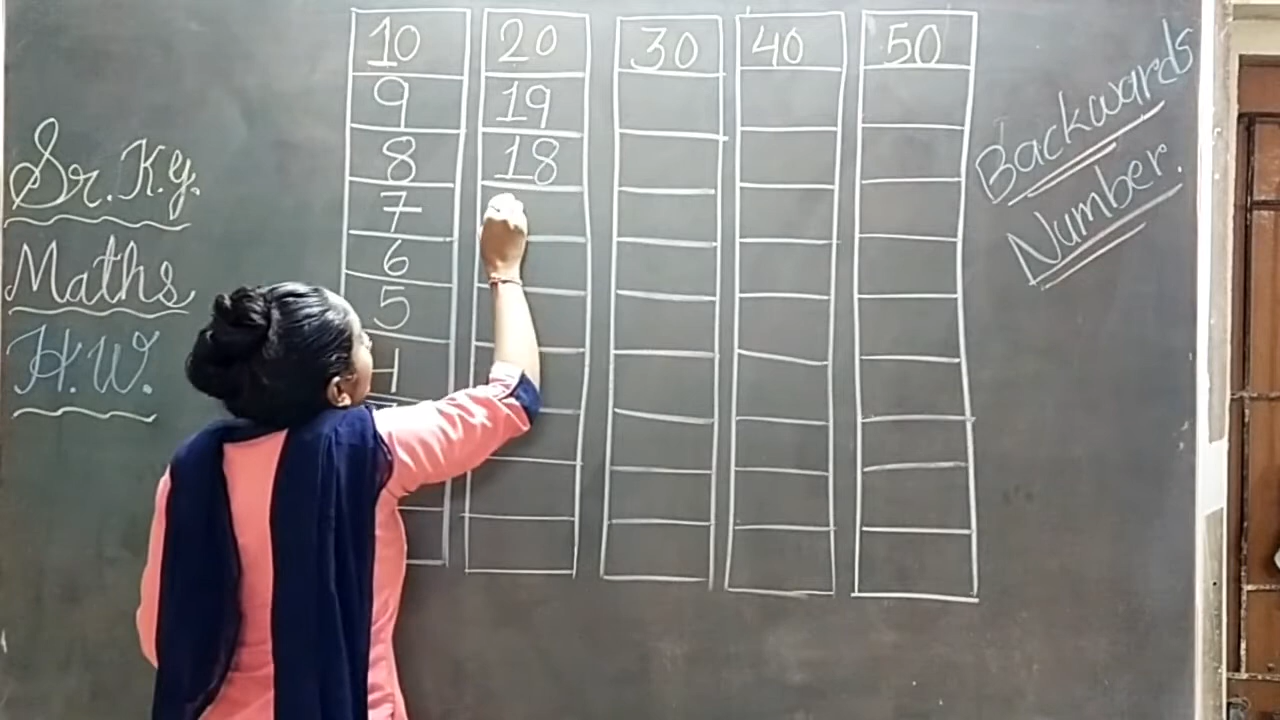 Sr. K.g.
Maths
H.W.
10 20 30 40 50
9 19
8 18
7
6
5
Backwards
Number.